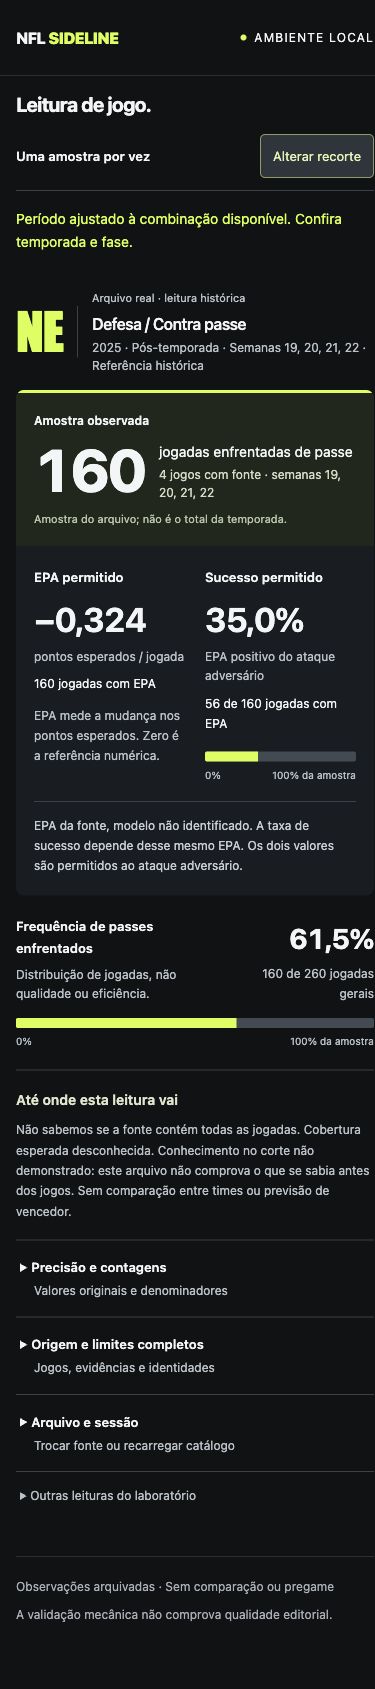 NFL SIDELINE
AMBIENTE LOCAL
Leitura de jogo.
Uma amostra por vez
Alterar recorte
Período ajustado à combinação disponível. Confira
temporada e fase.
NE
Arquivo real · leitura histórica
Defesa / Contra passe
2025 · Pós-temporada · Semanas 19, 20, 21, 22 ·
Referência histórica
Amostra observada
160
jogadas enfrentadas de passe
4 jogos com fonte · semanas 19,
20, 21, 22
Amostra do arquivo; não é o total da temporada.
EPA permitido
−0,324
pontos esperados / jogada
160 jogadas com EPA
EPA mede a mudança nos
pontos esperados. Zero é
a referência numérica.
Sucesso permitido
35,0%
EPA positivo do ataque
adversário
56 de 160 jogadas com
EPA
0%
100% da amostra
EPA da fonte, modelo não identificado. A taxa de
sucesso depende desse mesmo EPA. Os dois valores
são permitidos ao ataque adversário.
Frequência de passes
enfrentados
Distribuição de jogadas, não
qualidade ou eficiência.
61,5%
160 de 260 jogadas
gerais
0%
100% da amostra
Até onde esta leitura vai
Não sabemos se a fonte contém todas as jogadas. Cobertura
esperada desconhecida. Conhecimento no corte não
demonstrado: este arquivo não comprova o que se sabia antes
dos jogos. Sem comparação entre times ou previsão de
vencedor.
Precisão e contagens
Valores originais e denominadores
Origem e limites completos
Jogos, evidências e identidades
Arquivo e sessão
Trocar fonte ou recarregar catálogo
Outras leituras do laboratório
Observações arquivadas · Sem comparação ou pregame
A validação mecânica não comprova qualidade editorial.